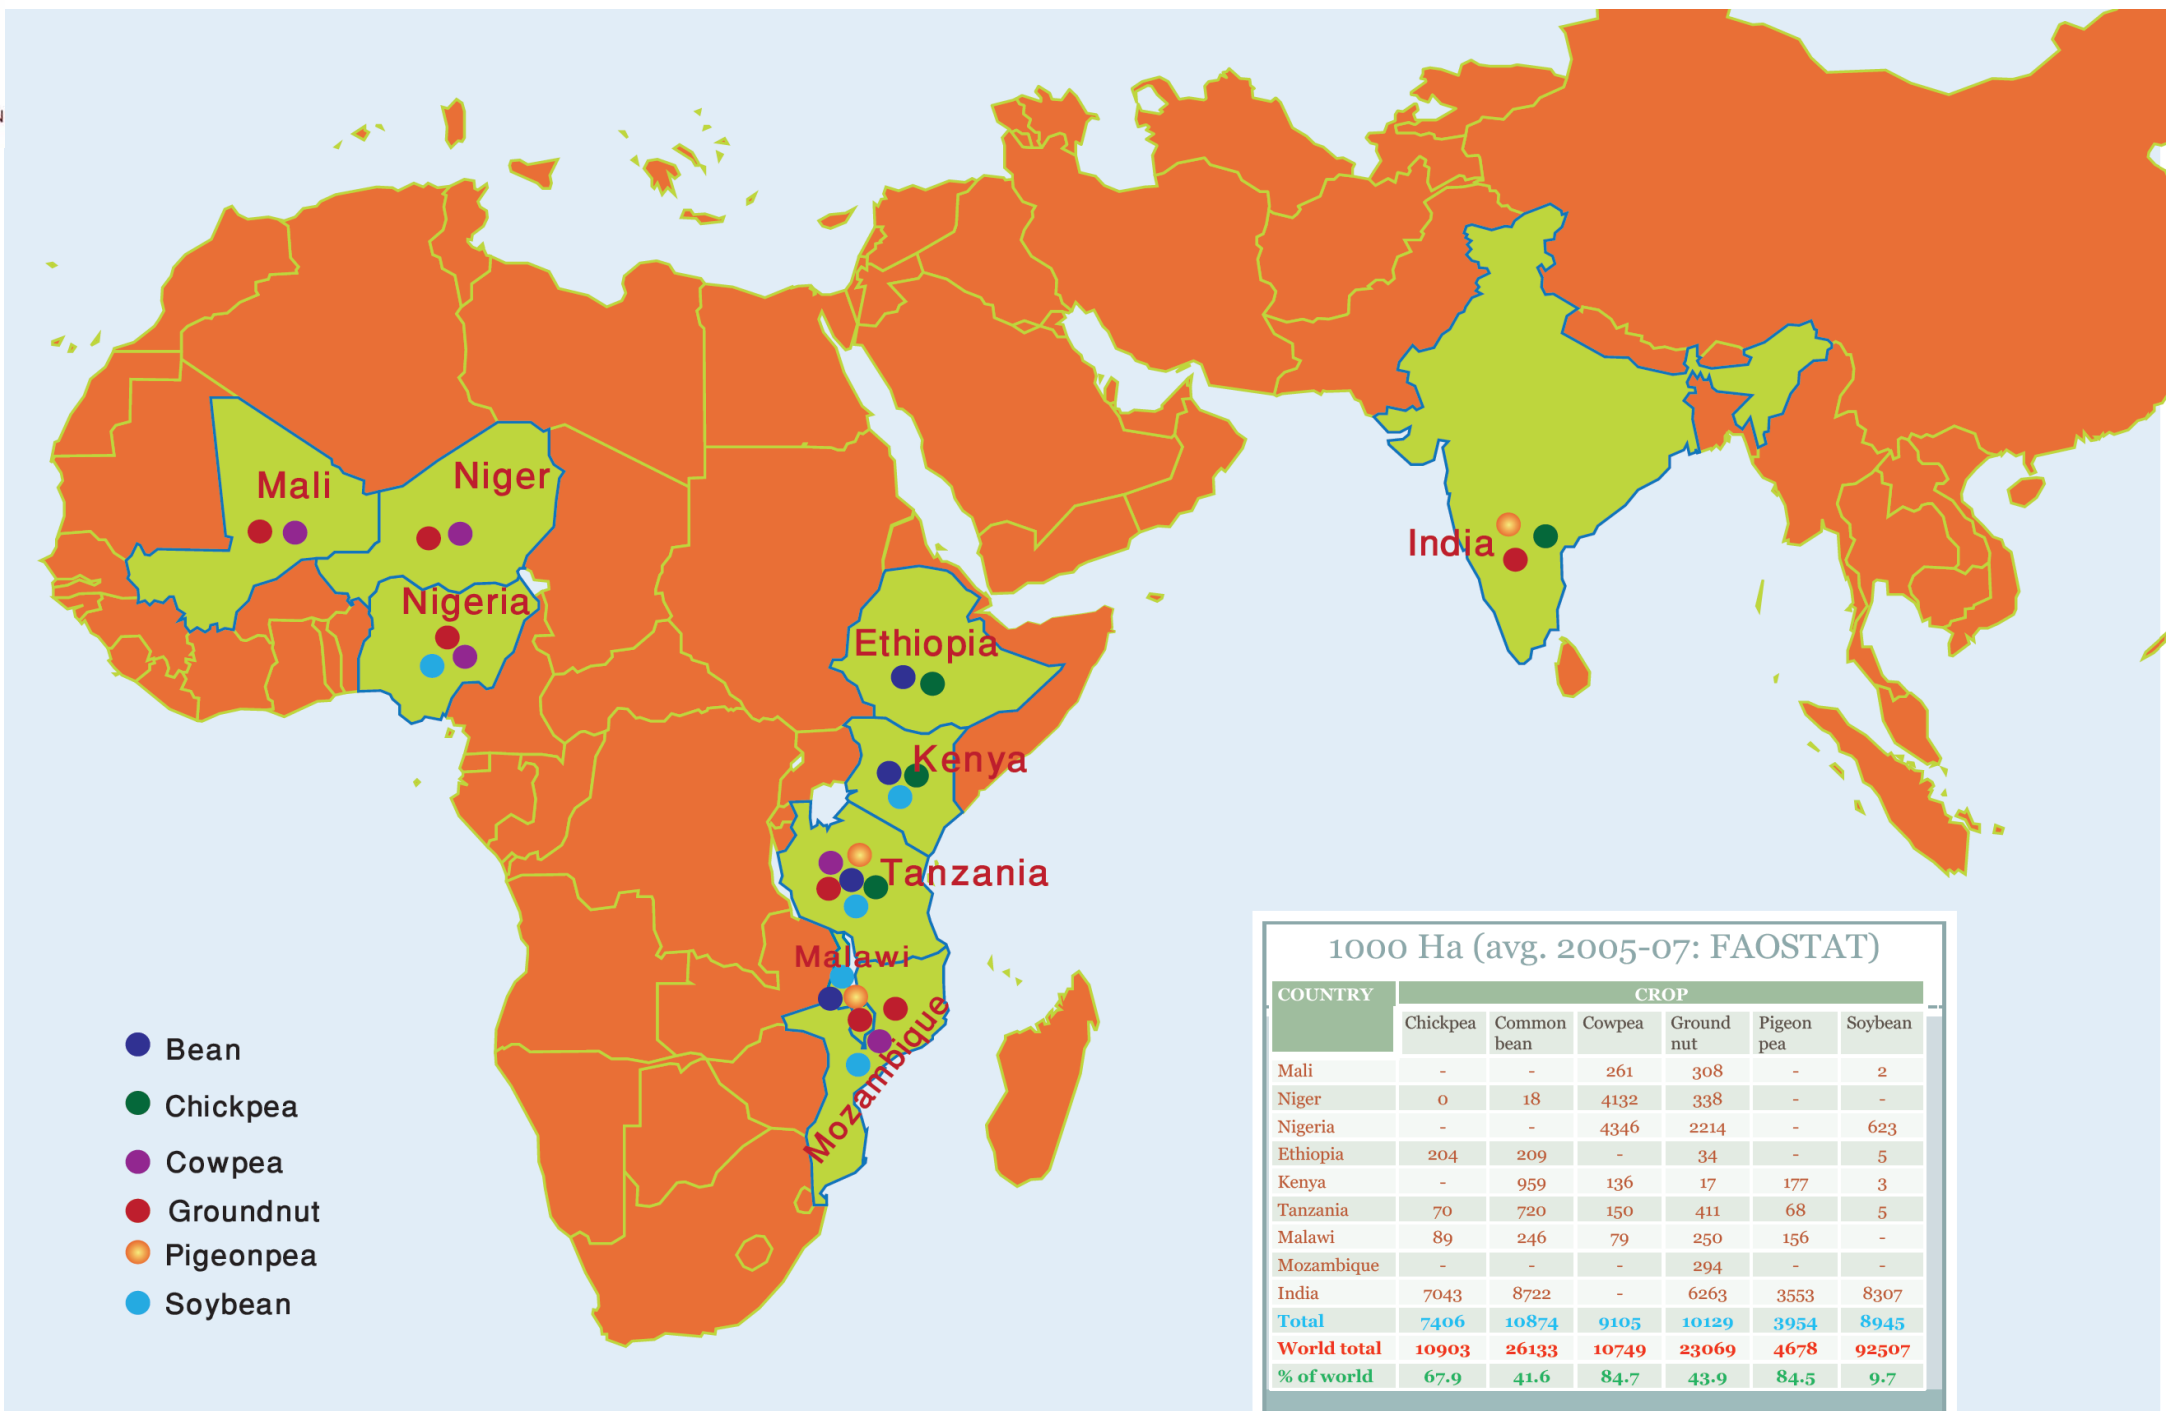 Mali
Niger
Nigeria
Ethiopia
Kenya
Tanzania
Malawi
Mozambique
India
Bean
Chickpea
Cowpea
Groundnut
Pigeonpea
Soybean
1000 Ha (avg. 2005-07: FAOSTAT)
COUNTRY CROP
Chickpea Common bean Cowpea Ground nut Pigeon pea Soybean
Mali - - 261 308 - 2
Niger 0 18 4132 338 - -
Nigeria - - 4346 2214 - 623
Ethiopia 204 209 - 34 - 5
Kenya - 959 136 17 177 3
Tanzania 70 720 150 411 68 5
Malawi 89 246 79 250 156 -
Mozambique - - - 294 - -
India 7043 8722 - 6263 3553 8307
Total 7406 10874 9105 10129 3954 8945
World total 10903 26133 10749 23069 4678 92507
% of world 67.9 41.6 84.7 43.9 84.5 9.7